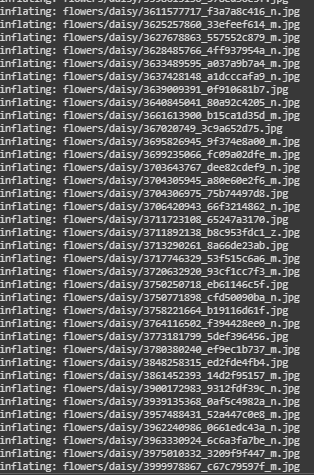 inflating: flowers/daisy/3611577717_f3a7a8c416_n.jpg
inflating: flowers/daisy/3625257860_33efeef614_m.jpg
inflating: flowers/daisy/3627678863_557552c879_m.jpg
inflating: flowers/daisy/3628485766_4ff937954a_n.jpg
inflating: flowers/daisy/3633489595_a037a9b7a4_m.jpg
inflating: flowers/daisy/3637428148_a1dcccafa9_n.jpg
inflating: flowers/daisy/3639009391_0f910681b7.jpg
inflating: flowers/daisy/3640845041_80a92c4205_n.jpg
inflating: flowers/daisy/3661613900_b15ca1d35d_m.jpg
inflating: flowers/daisy/367020749_3c9a652d75.jpg
inflating: flowers/daisy/3695826945_9f374e8a00_m.jpg
inflating: flowers/daisy/3699235066_fc09a02dfe_m.jpg
inflating: flowers/daisy/3703643767_dee82cdef9_n.jpg
inflating: flowers/daisy/3704305945_a80e60e2f6_m.jpg
inflating: flowers/daisy/3704306975_75b74497d8.jpg
inflating: flowers/daisy/3706420943_66f3214862_n.jpg
inflating: flowers/daisy/3711723108_65247a3170.jpg
inflating: flowers/daisy/3711892138_b8c953fdc1_z.jpg
inflating: flowers/daisy/3713290261_8a66de23ab.jpg
inflating: flowers/daisy/3717746329_53f515c6a6_m.jpg
inflating: flowers/daisy/3720632920_93cf1cc7f3_m.jpg
inflating: flowers/daisy/3750250718_eb61146c5f.jpg
inflating: flowers/daisy/3750771898_cfd50090ba_n.jpg
inflating: flowers/daisy/3758221664_b19116d61f.jpg
inflating: flowers/daisy/3764116502_f394428ee0_n.jpg
inflating: flowers/daisy/3773181799_5def396456.jpg
inflating: flowers/daisy/3780380240_ef9ec1b737_m.jpg
inflating: flowers/daisy/3848258315_ed2fde4fb4.jpg
inflating: flowers/daisy/3861452393_14d2f95157_m.jpg
inflating: flowers/daisy/3900172983_9312fdf39c_n.jpg
inflating: flowers/daisy/3939135368_0af5c4982a_n.jpg
inflating: flowers/daisy/3957488431_52a447c0e8_m.jpg
inflating: flowers/daisy/3962240986_0661edc43a_n.jpg
inflating: flowers/daisy/3963330924_6c6a3fa7be_n.jpg
inflating: flowers/daisy/3975010332_3209f9f447_m.jpg
inflating: flowers/daisy/3999978867_c67c79597f_m.jpg